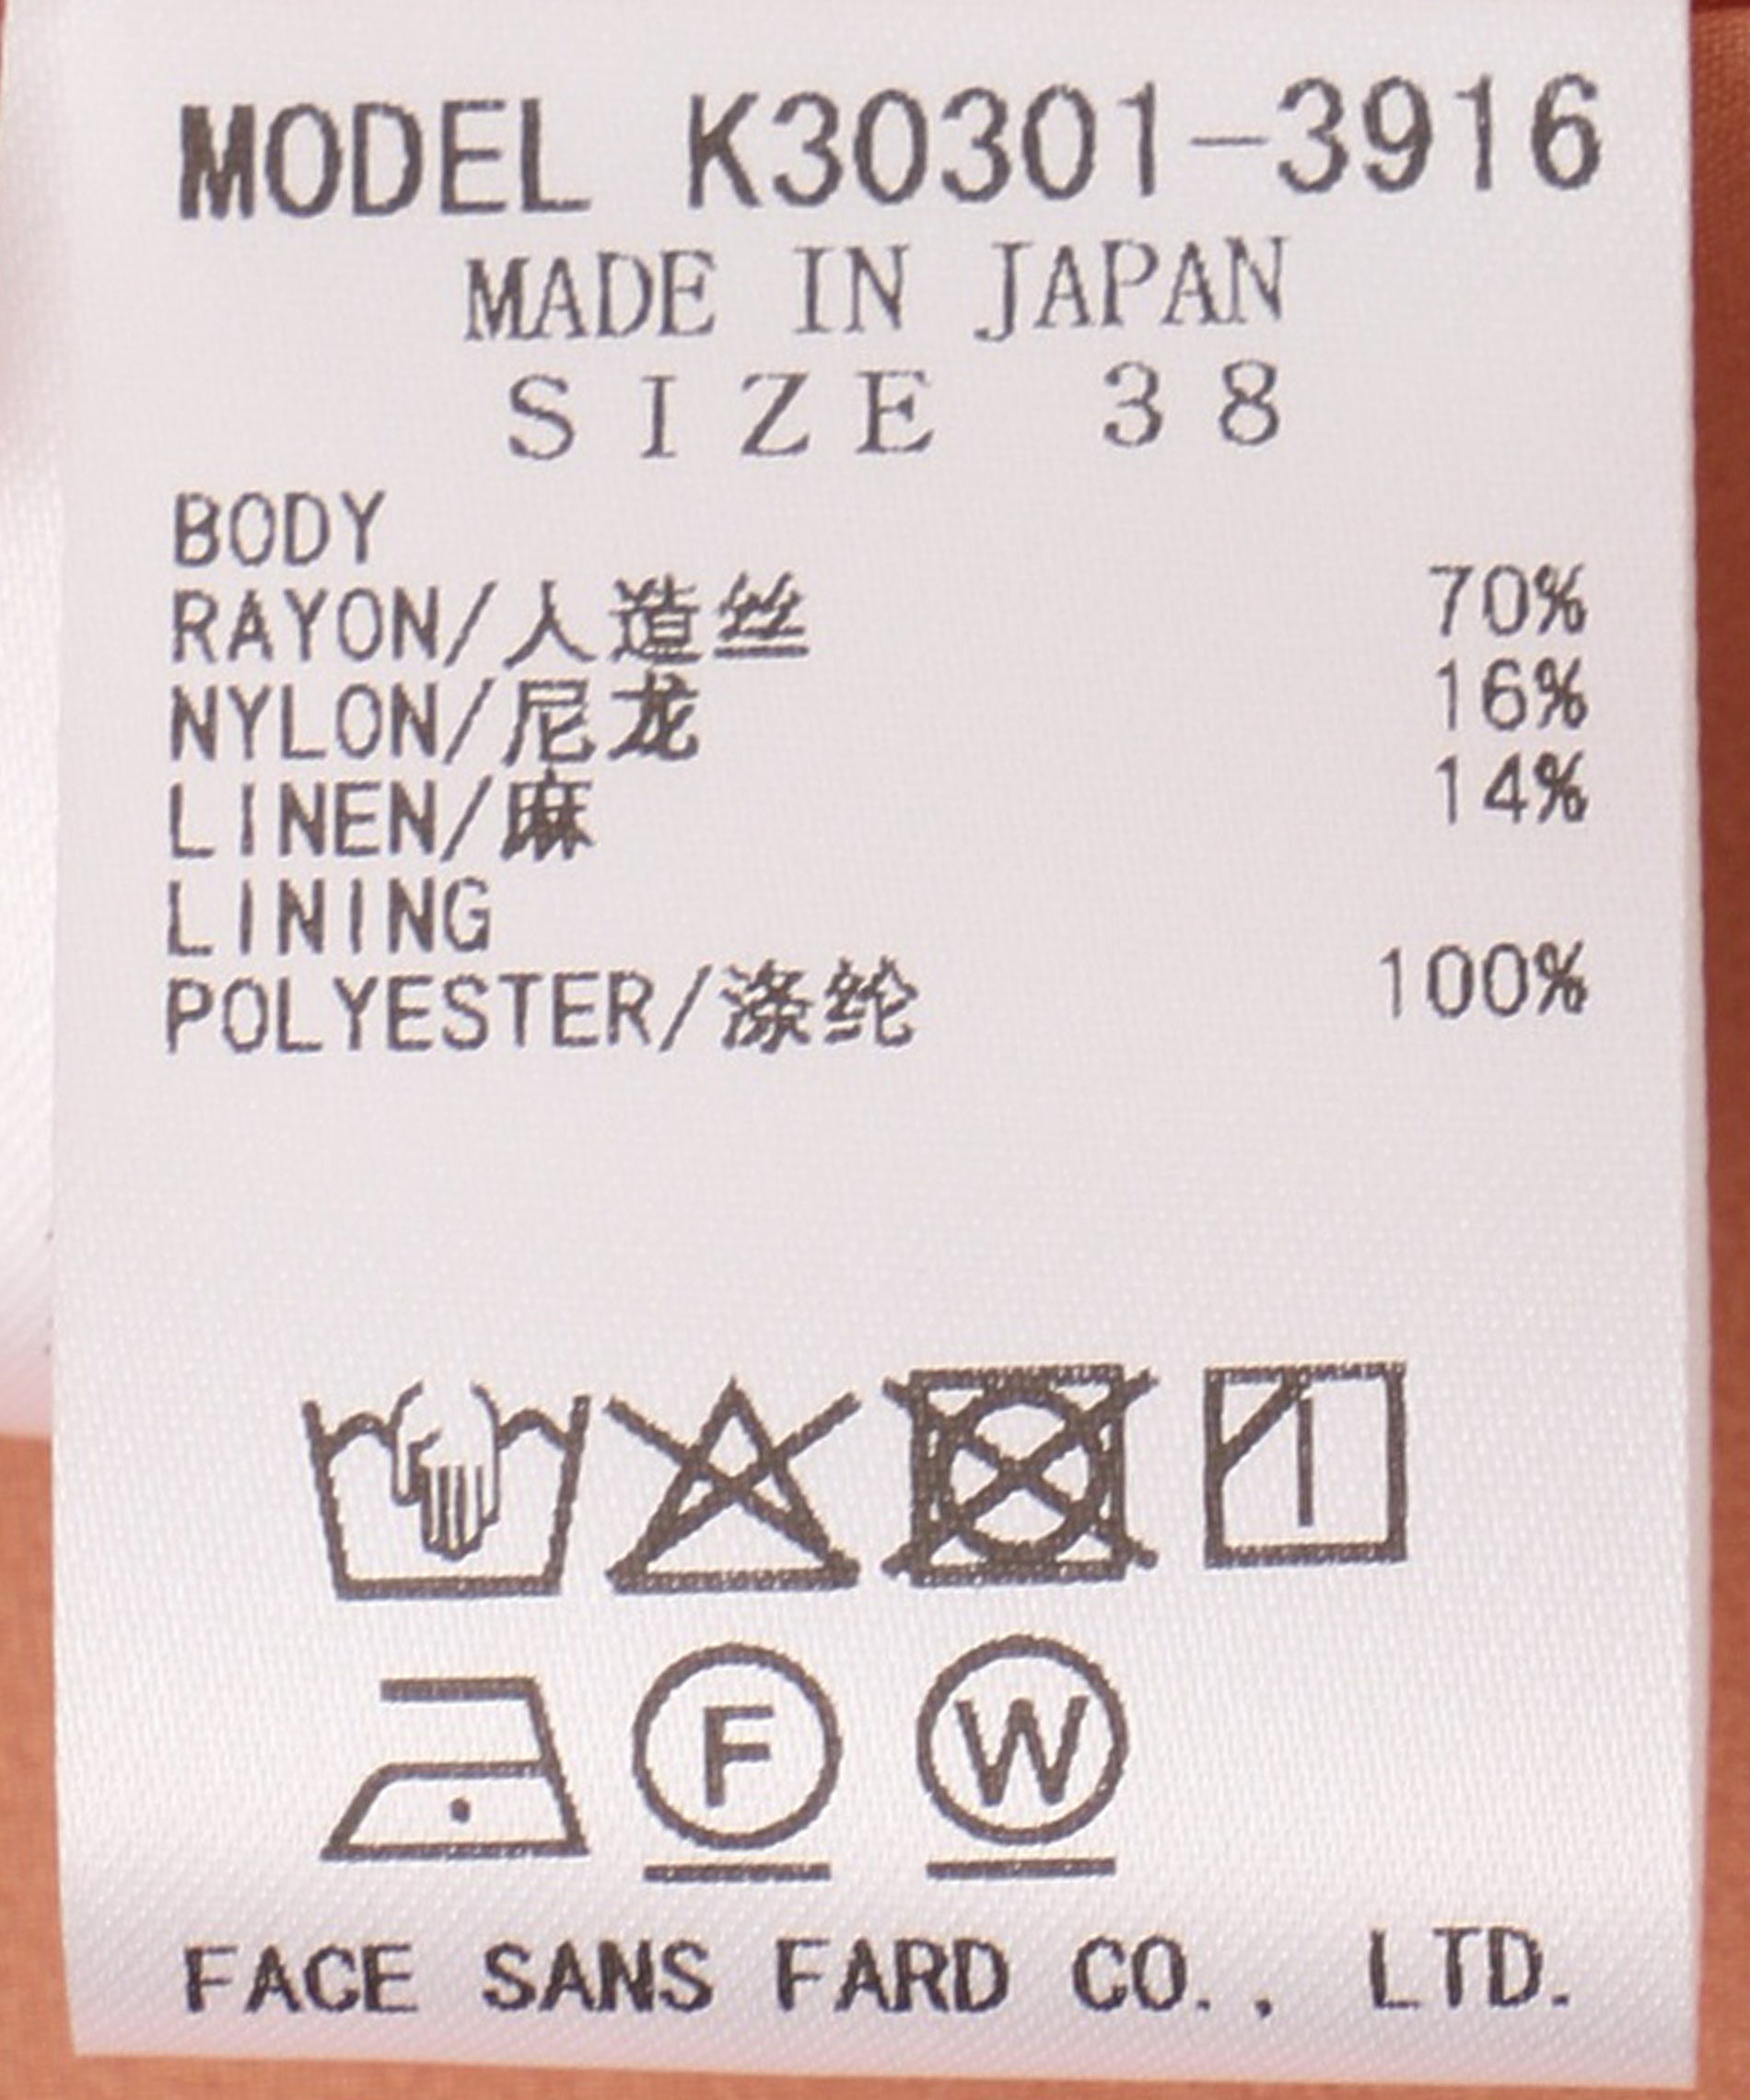 MODEL K30301-3916
MADE IN JAPAN
SIZE 38
BODY
RAYON/人造丝 70%
NYLON/尼龙 16%
LINEN/麻 14%
LINING
POLYESTER/涤纶 100%
F W
FACE SANS FARD CO., LTD.